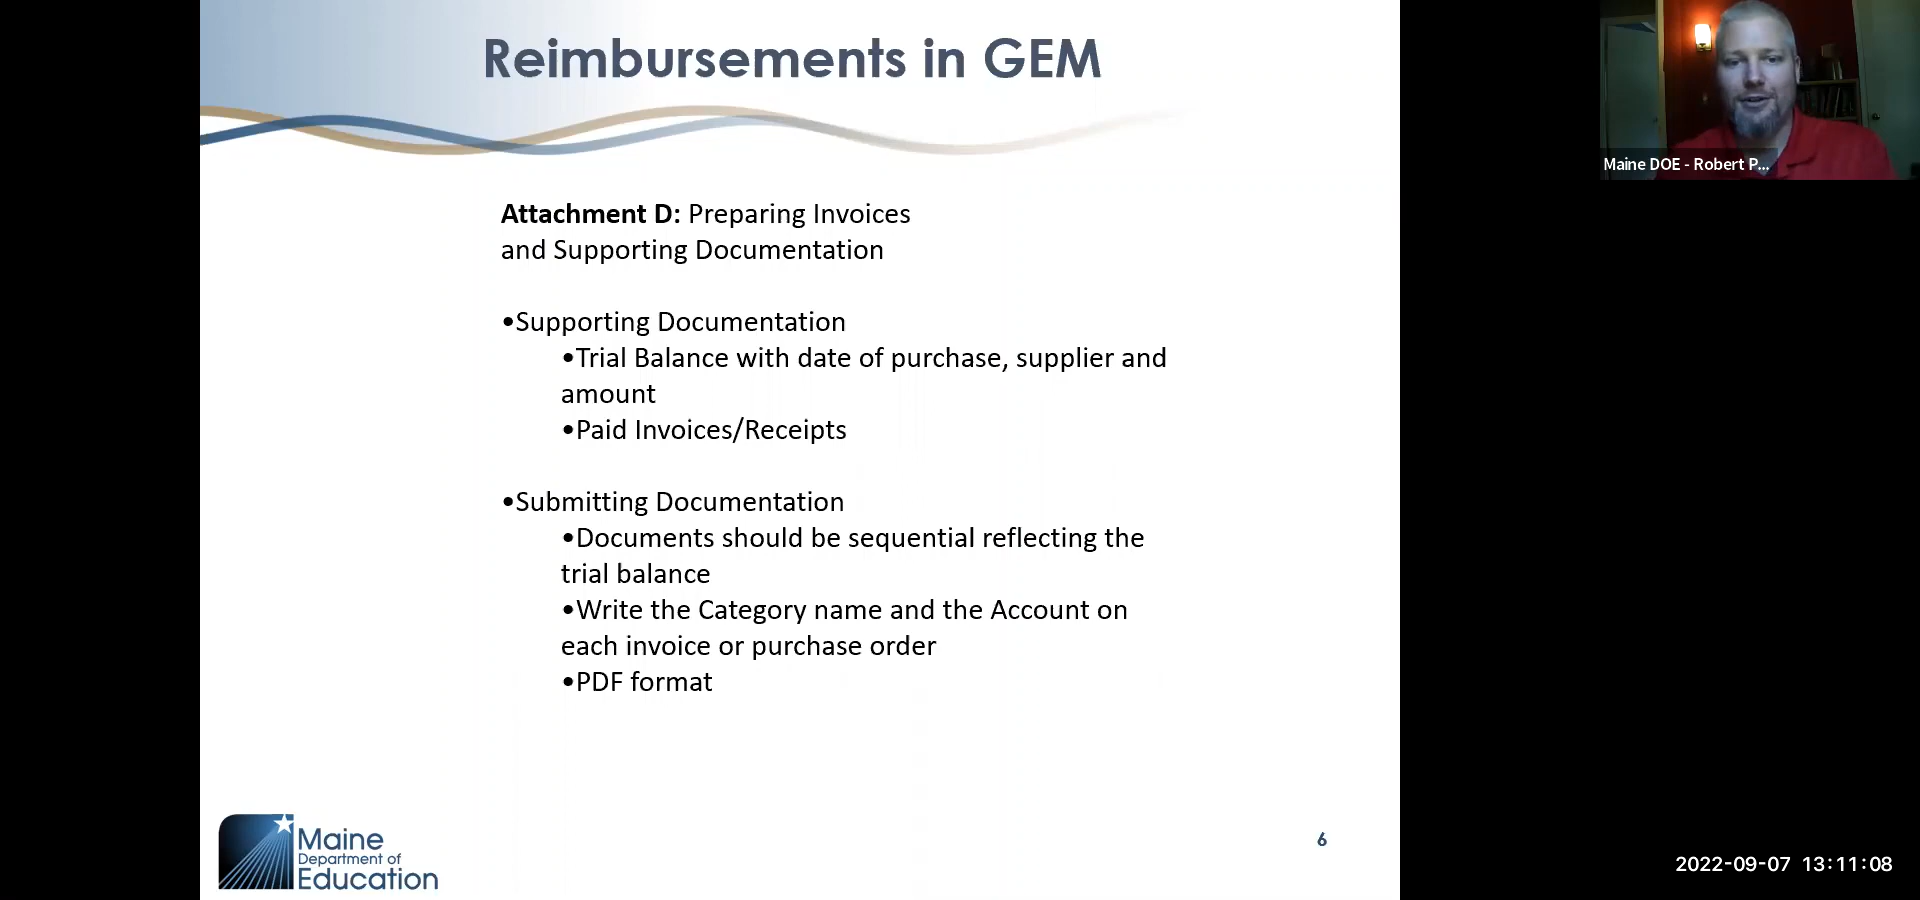 Reimbursements in GEM
Attachment D: Preparing Invoices
and Supporting Documentation
•Supporting Documentation
•Trial Balance with date of purchase, supplier and
amount
•Paid Invoices/Receipts
•Submitting Documentation
•Documents should be sequential reflecting the
trial balance
•Write the Category name and the Account on
each invoice or purchase order
•PDF format
Maine
Department of
Education
6
Maine DOE - Robert P...
2022-09-07 13:11:08